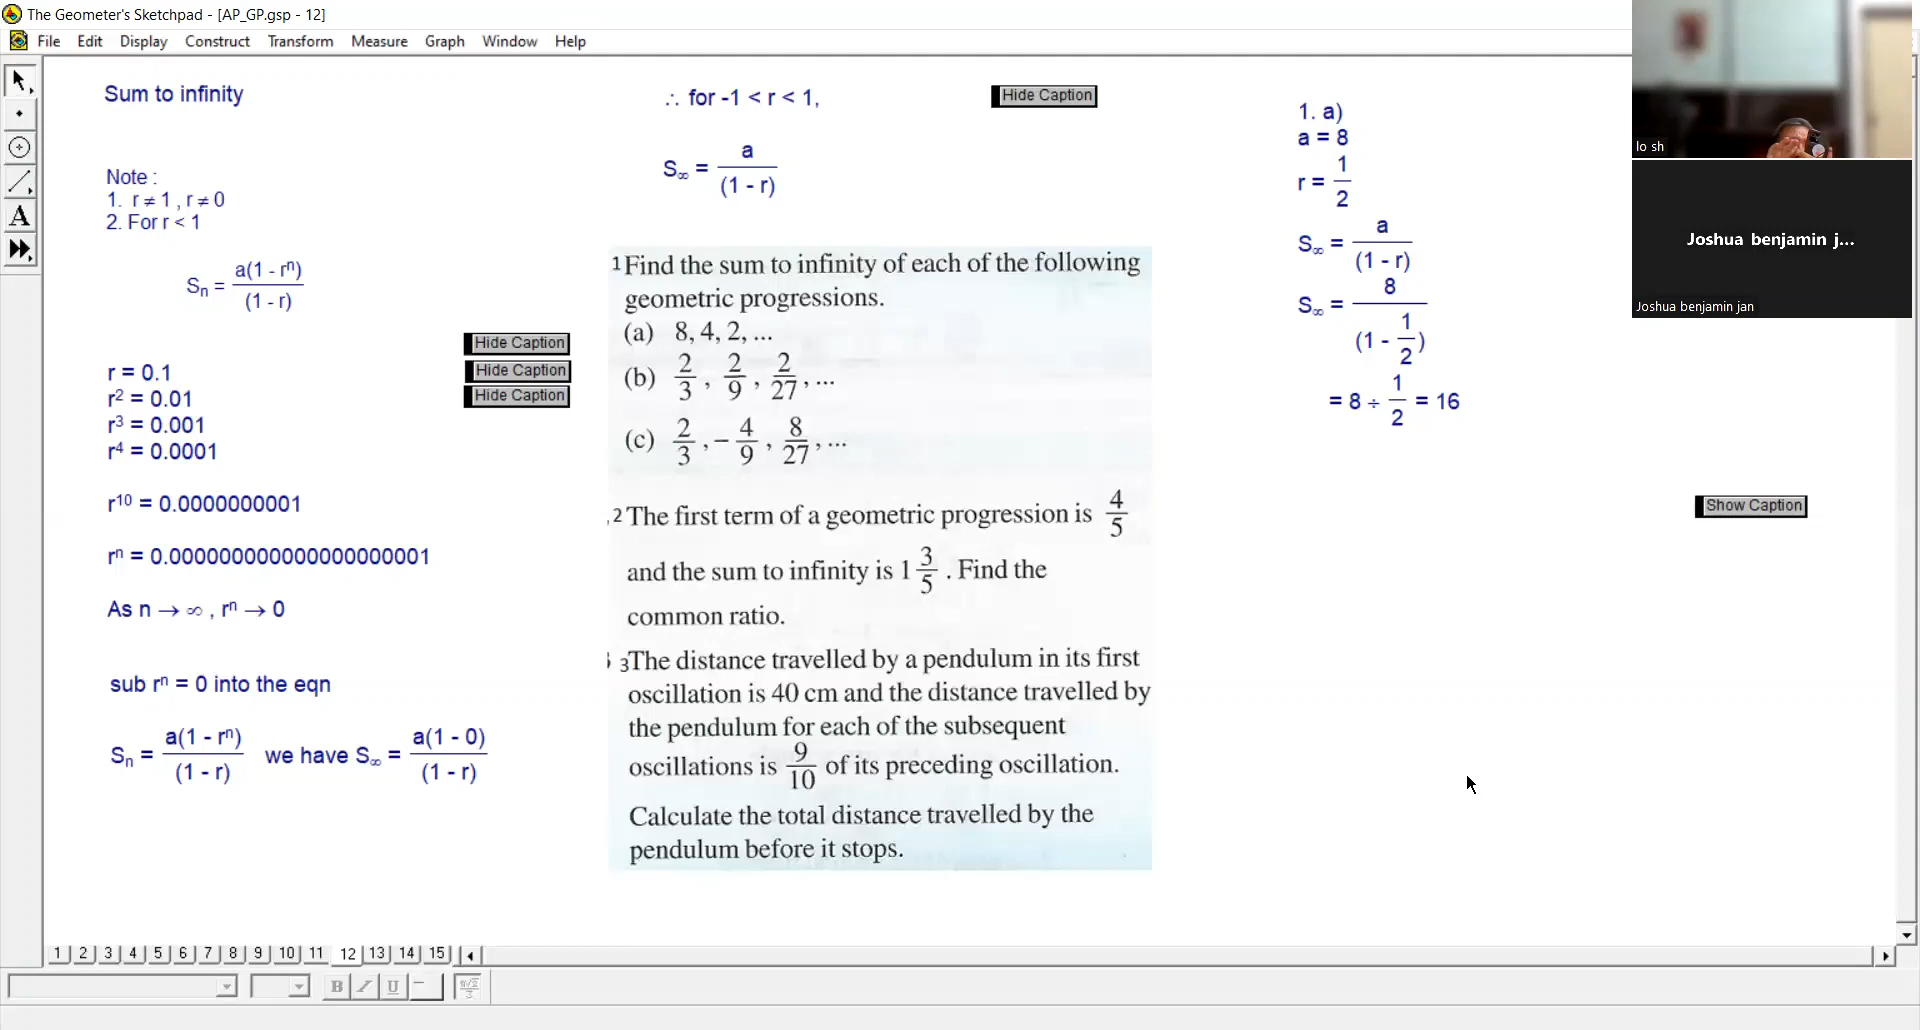 The Geometer's Sketchpad - [AP_GP.gsp - 12]
File Edit Display Construct Transform Measure Graph Window Help
Sum to infinity
Note :
1. r ≠ 1 , r ≠ 0
2. For r < 1
Sₙ = a(1 - rⁿ) / (1 - r)
Hide Caption
Hide Caption
Hide Caption
r = 0.1
r² = 0.01
r³ = 0.001
r⁴ = 0.0001
r¹⁰ = 0.0000000001
rⁿ = 0.00000000000000000001
As n → ∞ , rⁿ → 0
sub rⁿ = 0 into the eqn
Sₙ = a(1 - rⁿ) / (1 - r) we have S∞ = a(1 - 0) / (1 - r)
∴ for -1 < r < 1,
Hide Caption
S∞ = a / (1 - r)
1 Find the sum to infinity of each of the following
geometric progressions.
(a) 8, 4, 2, ...
(b) 2/3 , 2/9 , 2/27 , ...
(c) 2/3 , - 4/9 , 8/27 , ...
2 The first term of a geometric progression is 4/5
and the sum to infinity is 1 3/5 . Find the
common ratio.
3 The distance travelled by a pendulum in its first
oscillation is 40 cm and the distance travelled by
the pendulum for each of the subsequent
oscillations is 9/10 of its preceding oscillation.
Calculate the total distance travelled by the
pendulum before it stops.
1. a)
a = 8
r = 1/2
S∞ = a / (1 - r)
S∞ = 8 / (1 - 1/2)
= 8 ÷ 1/2 = 16
Show Caption
lo sh
Joshua benjamin j...
Joshua benjamin jan
A
1 2 3 4 5 6 7 8 9 10 11 12 13 14 15
B I U